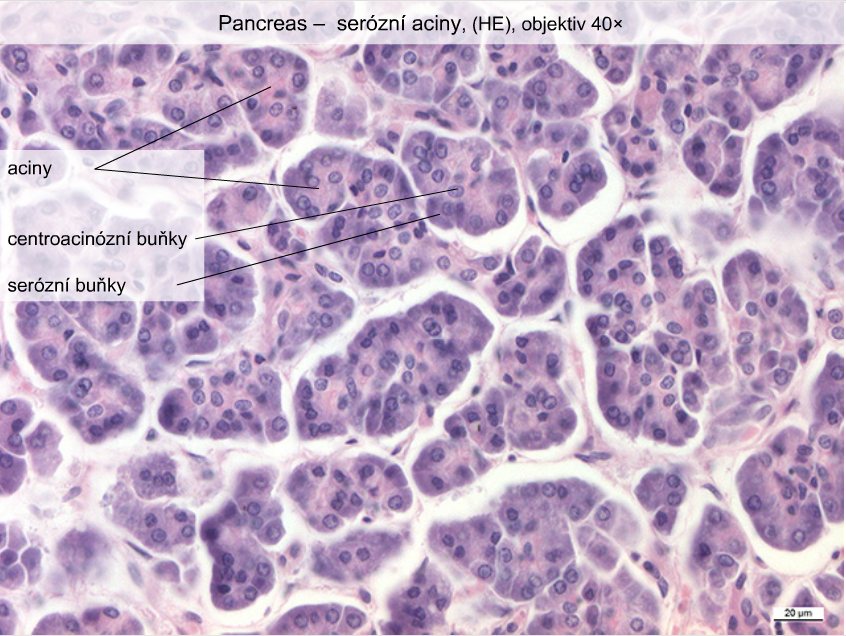 Pancreas – serózní aciny, (HE), objektiv 40×
aciny
centroacinózní buňky
serózní buňky
20 µm